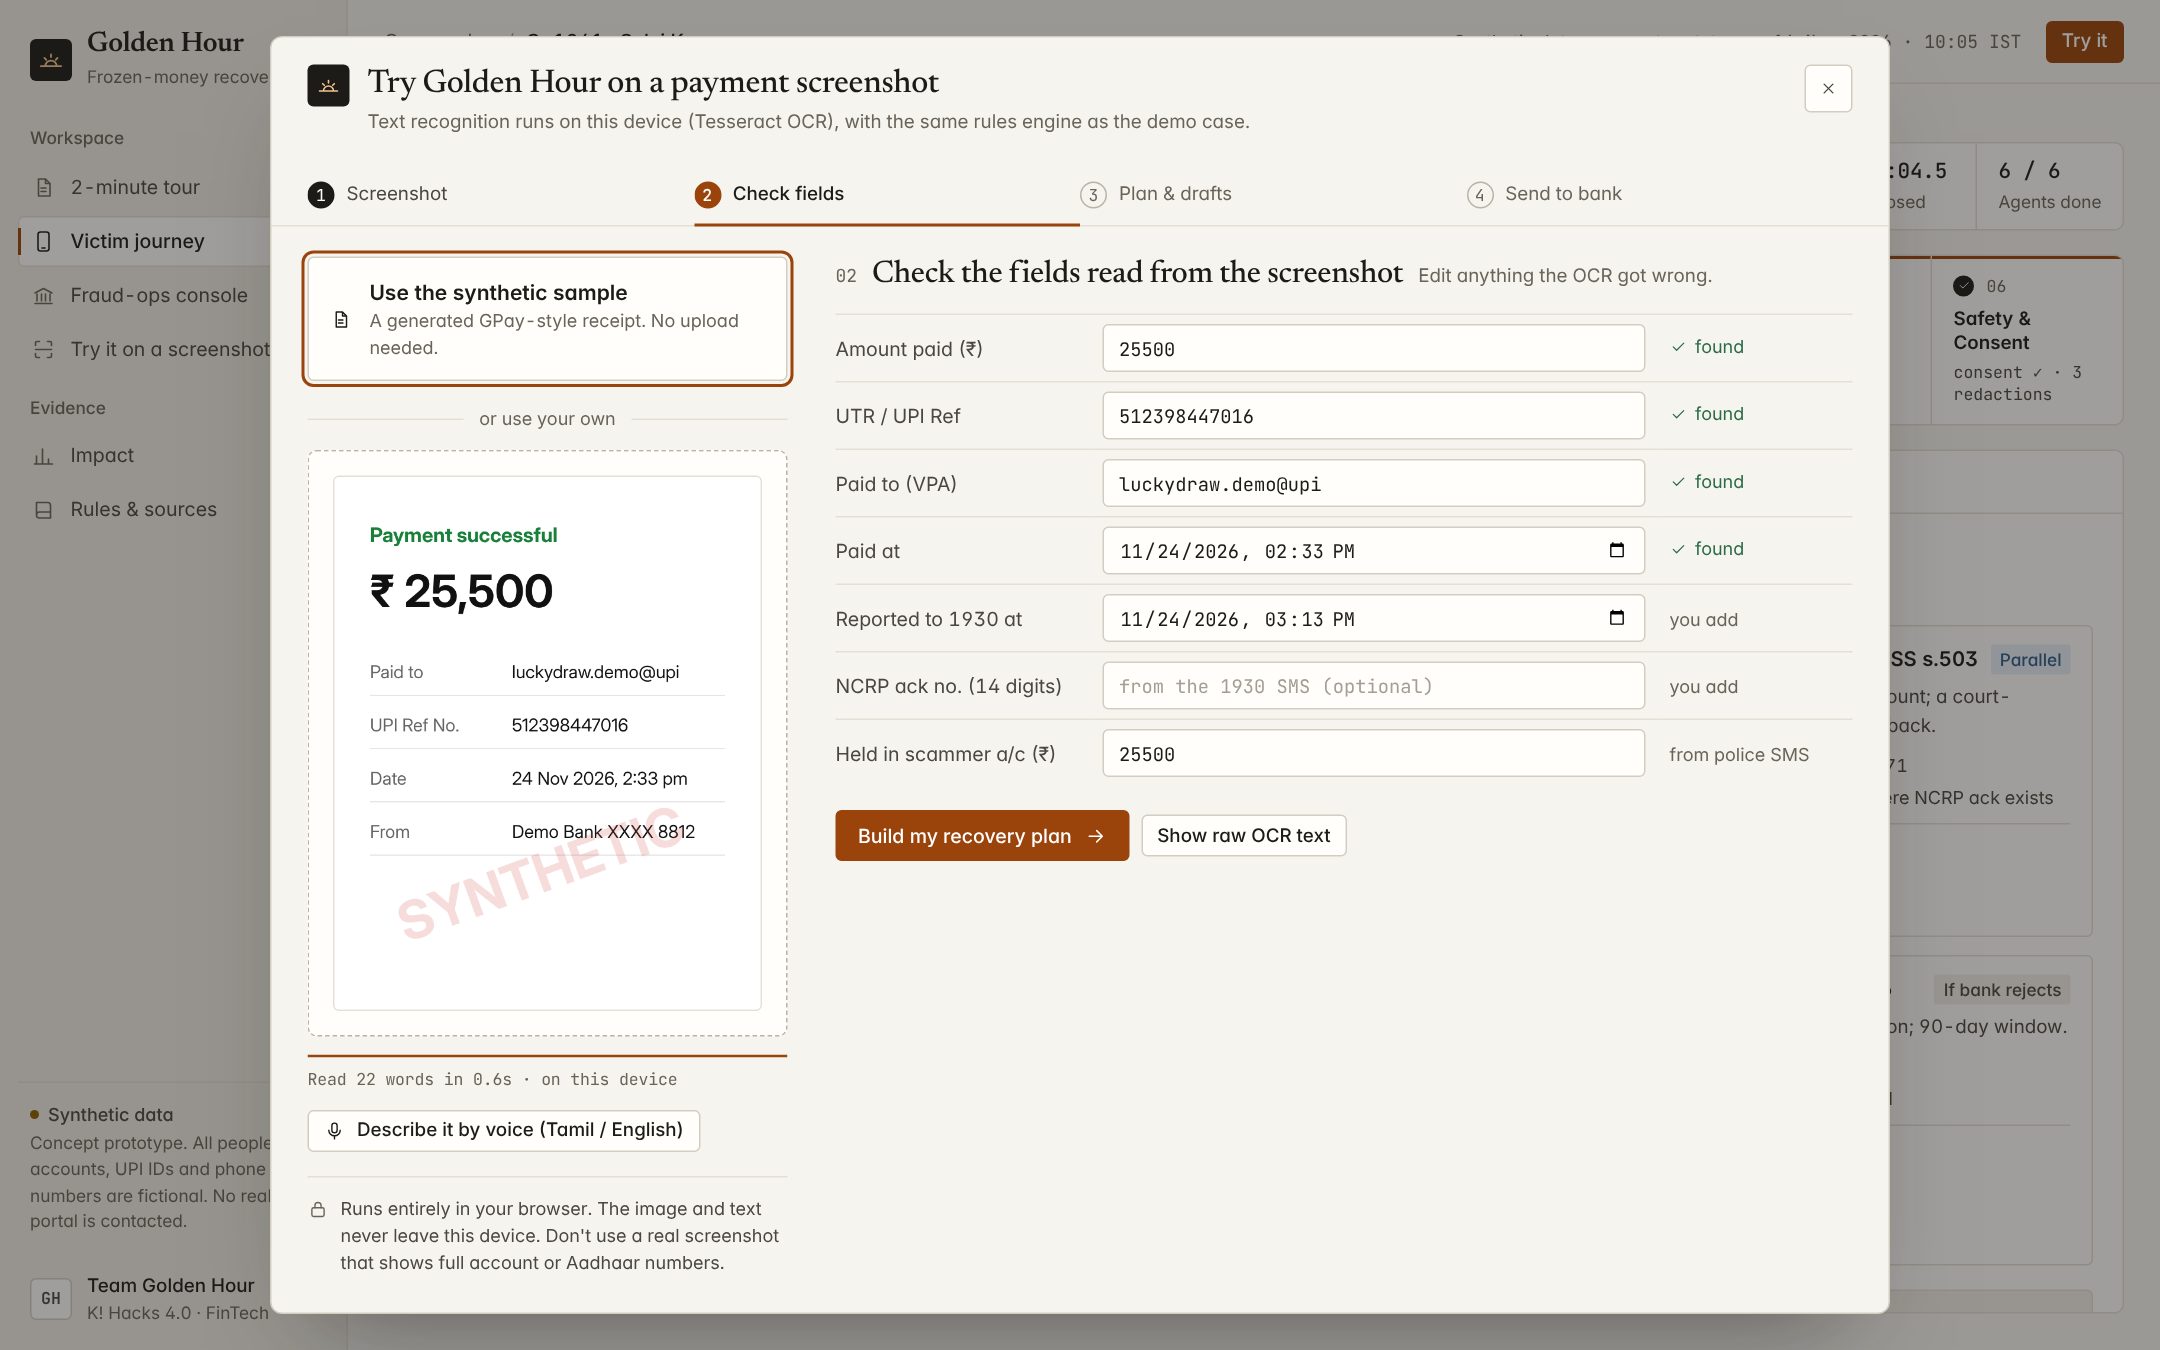 Golden Hour
Frozen-money recove
Workspace
2-minute tour
Victim journey
Fraud-ops console
Try it on a screenshot
Evidence
Impact
Rules & sources
Synthetic data
Concept prototype. All people
accounts, UPI IDs and phone
numbers are fictional. No real
portal is contacted.
GH
Team Golden Hour
K! Hacks 4.0 · FinTech
Try Golden Hour on a payment screenshot
Text recognition runs on this device (Tesseract OCR), with the same rules engine as the demo case.
×
1 Screenshot
2 Check fields
3 Plan & drafts
4 Send to bank
Use the synthetic sample
A generated GPay-style receipt. No upload
needed.
or use your own
Payment successful
₹ 25,500
Paid to luckydraw.demo@upi
UPI Ref No. 512398447016
Date 24 Nov 2026, 2:33 pm
From Demo Bank XXXX 8812
SYNTHETIC
Read 22 words in 0.6s · on this device
Describe it by voice (Tamil / English)
Runs entirely in your browser. The image and text
never leave this device. Don't use a real screenshot
that shows full account or Aadhaar numbers.
02 Check the fields read from the screenshot Edit anything the OCR got wrong.
Amount paid (₹) 25500 ✓ found
UTR / UPI Ref 512398447016 ✓ found
Paid to (VPA) luckydraw.demo@upi ✓ found
Paid at 11/24/2026, 02:33 PM ✓ found
Reported to 1930 at 11/24/2026, 03:13 PM you add
NCRP ack no. (14 digits) from the 1930 SMS (optional) you add
Held in scammer a/c (₹) 25500 from police SMS
Build my recovery plan →
Show raw OCR text
· 10:05 IST
Try it
:04.5
6 / 6
Agents done
06
Safety &
Consent
consent ✓ · 3
redactions
SS s.503 Parallel
ount; a court-
back.
71
ere NCRP ack exists
If bank rejects
on; 90-day window.